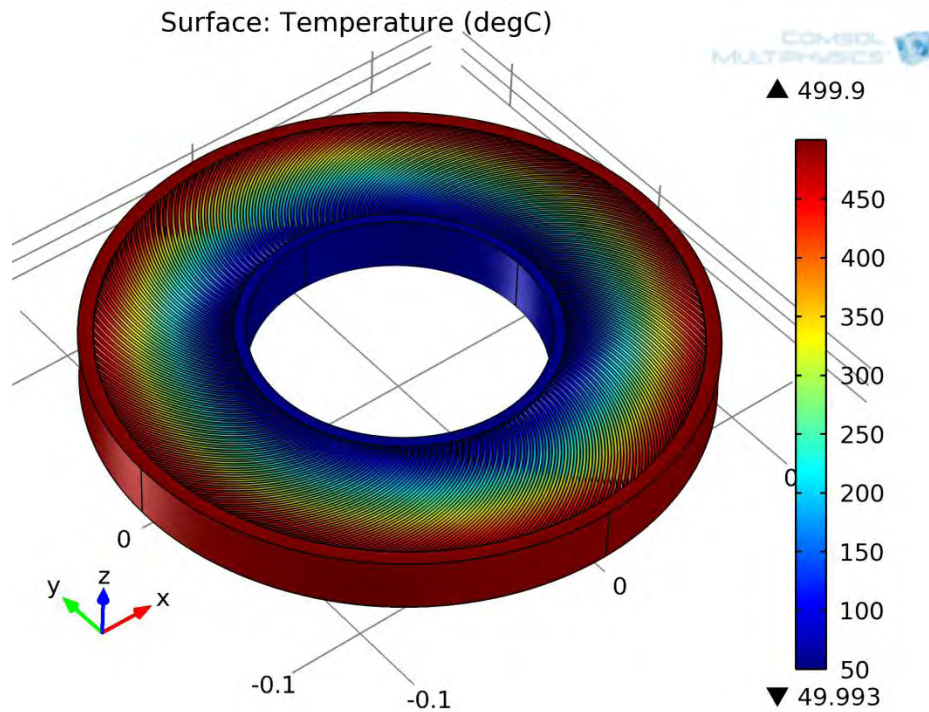 Surface: Temperature (degC)
COMSOL
MULTIPHYSICS
▲ 499.9
450
400
350
300
250
0
200
150
0
0
y
z
x
100
-0.1
-0.1
50
▼ 49.993